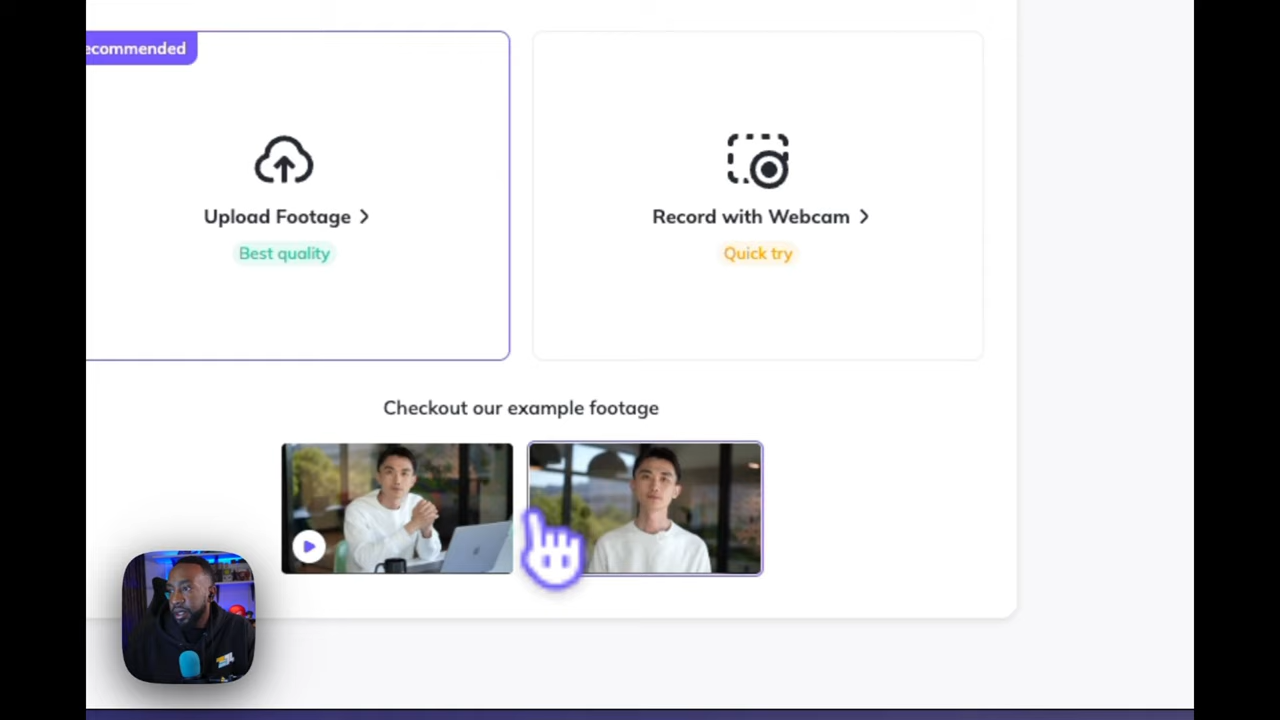 ecommended
Upload Footage
Record with Webcam
Best quality
Quick try
Checkout our example footage